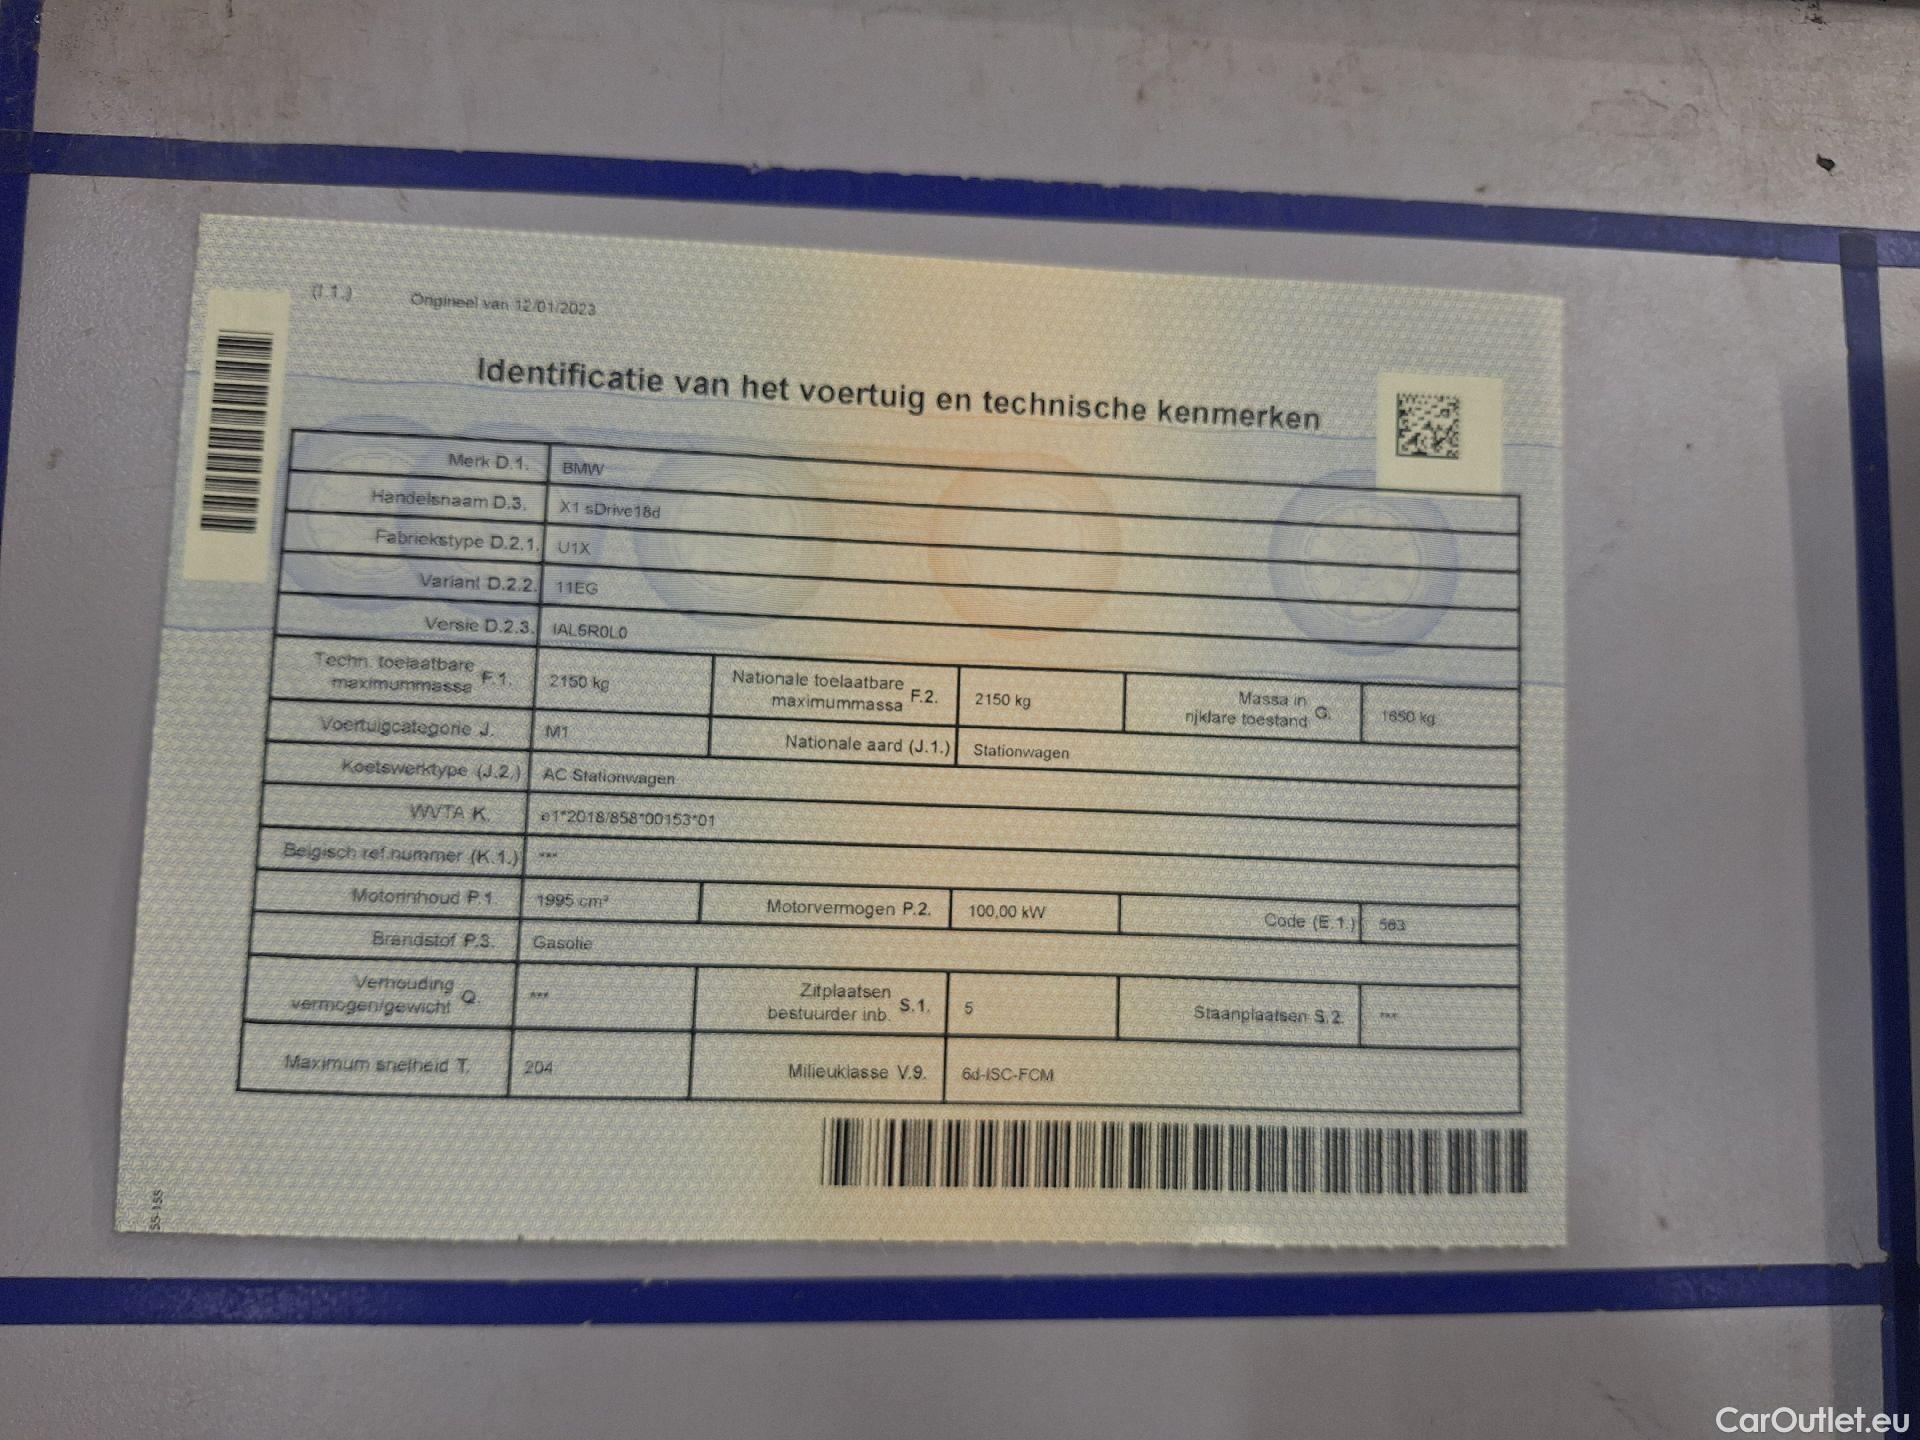 (I.1.) Origineel van 12/01/2023
Identificatie van het voertuig en technische kenmerken
Merk D.1. BMW
Handelsnaam D.3. X1 sDrive18d
Fabriekstype D.2.1. U1X
Variant D.2.2. 11EG
Versie D.2.3. IAL5R0L0
Techn. toelaatbare maximummassa F.1. 2150 kg Nationale toelaatbare maximummassa F.2. 2150 kg Massa in rijklare toestand G. 1650 kg
Voertuigcategorie J. M1 Nationale aard (J.1.) Stationwagen
Koetswerktype (J.2.) AC Stationwagen
WVTA K. e1*2018/858*00153*01
Belgisch ref.nummer (K.1.) ***
Motorinhoud P.1. 1995 cm³ Motorvermogen P.2. 100,00 kW Code (E.1.) 563
Brandstof P.3. Gasolie
Verhouding vermogen/gewicht Q. *** Zitplaatsen bestuurder inb. S.1. 5 Staanplaatsen S.2. ***
Maximum snelheid T. 204 Milieuklasse V.9. 6d-ISC-FCM
SS-1SS
CarOutlet.eu